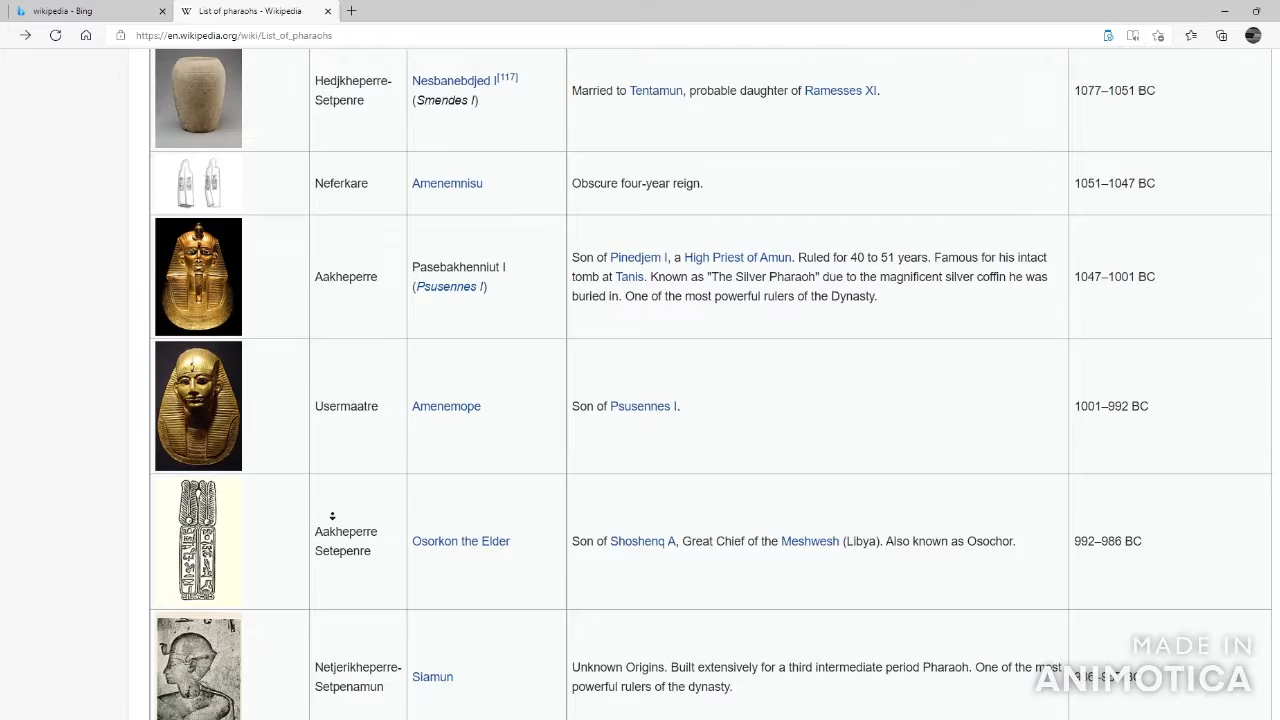 wikipedia - Bing
W List of pharaohs - Wikipedia
https://en.wikipedia.org/wiki/List_of_pharaohs
Hedjkheperre-
Setpenre
Nesbanebdjed I[117]
(Smendes I)
Married to Tentamun, probable daughter of Ramesses XI.
1077–1051 BC
Neferkare
Amenemnisu
Obscure four-year reign.
1051–1047 BC
Aakheperre
Pasebakhenniut I
(Psusennes I)
Son of Pinedjem I, a High Priest of Amun. Ruled for 40 to 51 years. Famous for his intact
tomb at Tanis. Known as "The Silver Pharaoh" due to the magnificent silver coffin he was
buried in. One of the most powerful rulers of the Dynasty.
1047–1001 BC
Usermaatre
Amenemope
Son of Psusennes I.
1001–992 BC
Aakheperre
Setepenre
Osorkon the Elder
Son of Shoshenq A, Great Chief of the Meshwesh (Libya). Also known as Osochor.
992–986 BC
Netjerikheperre-
Setpenamun
Siamun
Unknown Origins. Built extensively for a third intermediate period Pharaoh. One of the most
powerful rulers of the dynasty.
MADE IN
ANIMOTICA